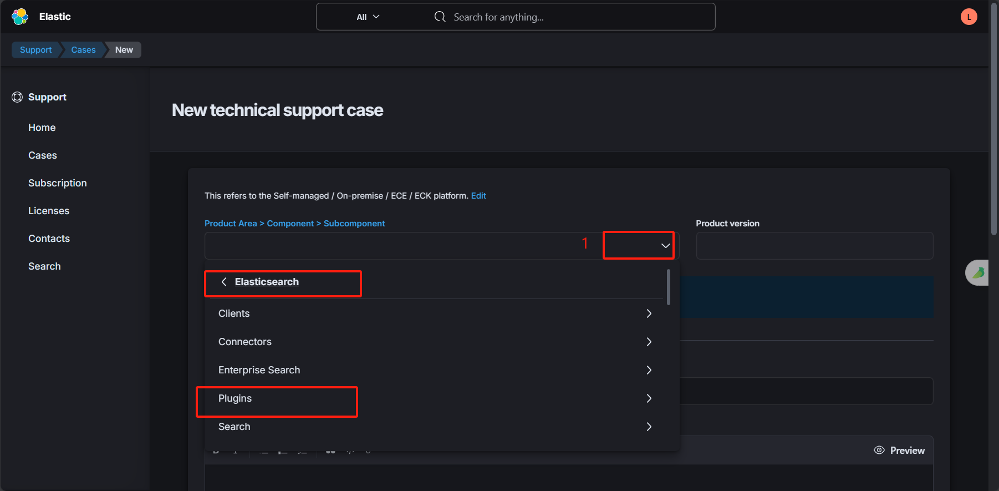 Elastic
All
Search for anything...
L
Support
Cases
New
Support
Home
Cases
Subscription
Licenses
Contacts
Search
New technical support case
This refers to the Self-managed / On-premise / ECE / ECK platform. Edit
Product Area > Component > Subcomponent
Product version
1
Elasticsearch
Clients
Connectors
Enterprise Search
Plugins
Search
Preview